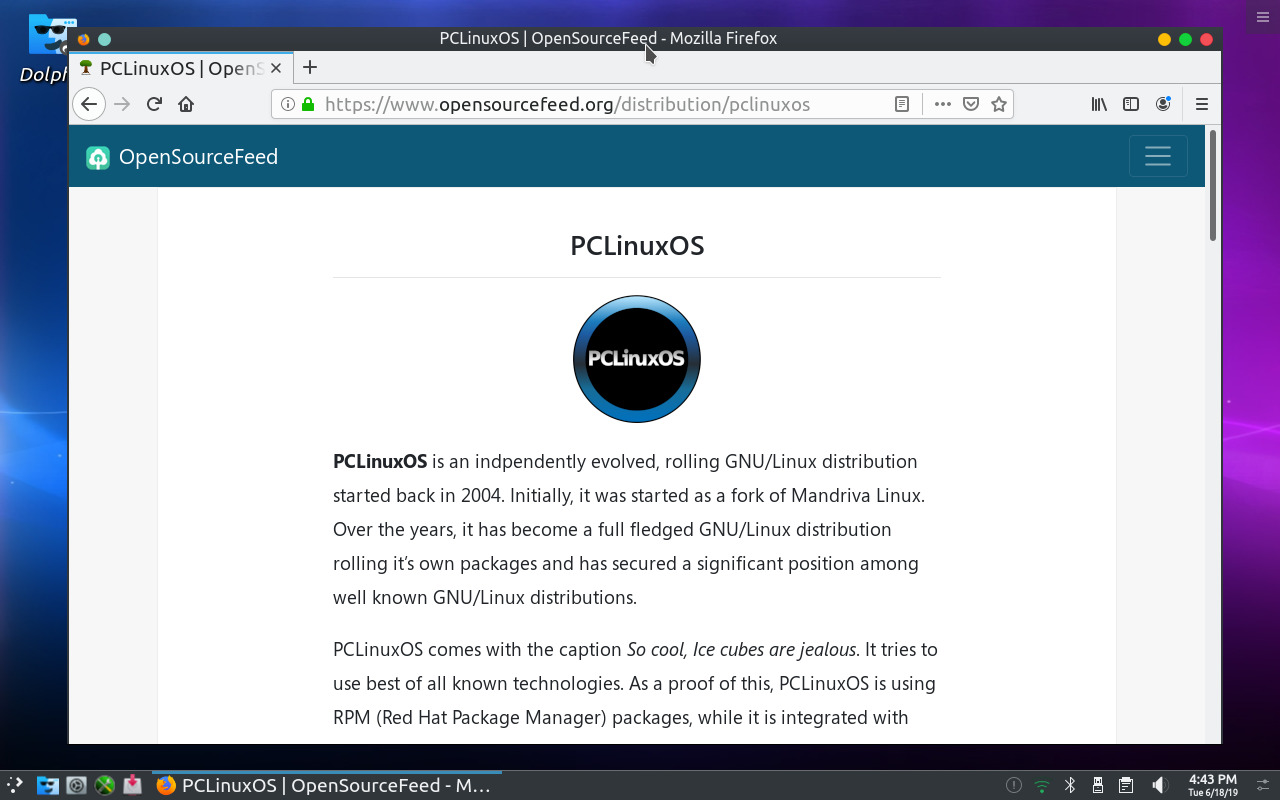 PCLinuxOS | OpenSourceFeed - Mozilla Firefox
Dolph
PCLinuxOS | OpenS
https://www.opensourcefeed.org/distribution/pclinuxos
OpenSourceFeed
PCLinuxOS
PCLinuxOS
PCLinuxOS is an indpendently evolved, rolling GNU/Linux distribution
started back in 2004. Initially, it was started as a fork of Mandriva Linux.
Over the years, it has become a full fledged GNU/Linux distribution
rolling it’s own packages and has secured a significant position among
well known GNU/Linux distributions.
PCLinuxOS comes with the caption So cool, Ice cubes are jealous. It tries to
use best of all known technologies. As a proof of this, PCLinuxOS is using
RPM (Red Hat Package Manager) packages, while it is integrated with
PCLinuxOS | OpenSourceFeed - M...
4:43 PM
Tue 6/18/19